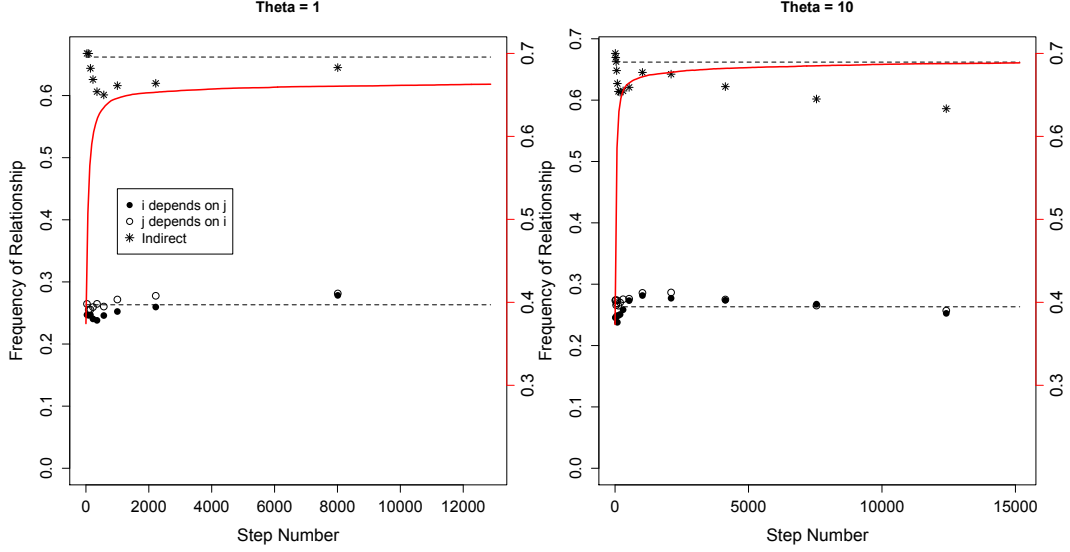 Theta = 1
Frequency of Relationship
0.0 0.1 0.2 0.3 0.4 0.5 0.6
i depends on j
j depends on i
Indirect
0.3 0.4 0.5 0.6 0.7
0 2000 4000 6000 8000 10000 12000
Step Number
Theta = 10
Frequency of Relationship
0.0 0.1 0.2 0.3 0.4 0.5 0.6 0.7
0.3 0.4 0.5 0.6 0.7
0 5000 10000 15000
Step Number